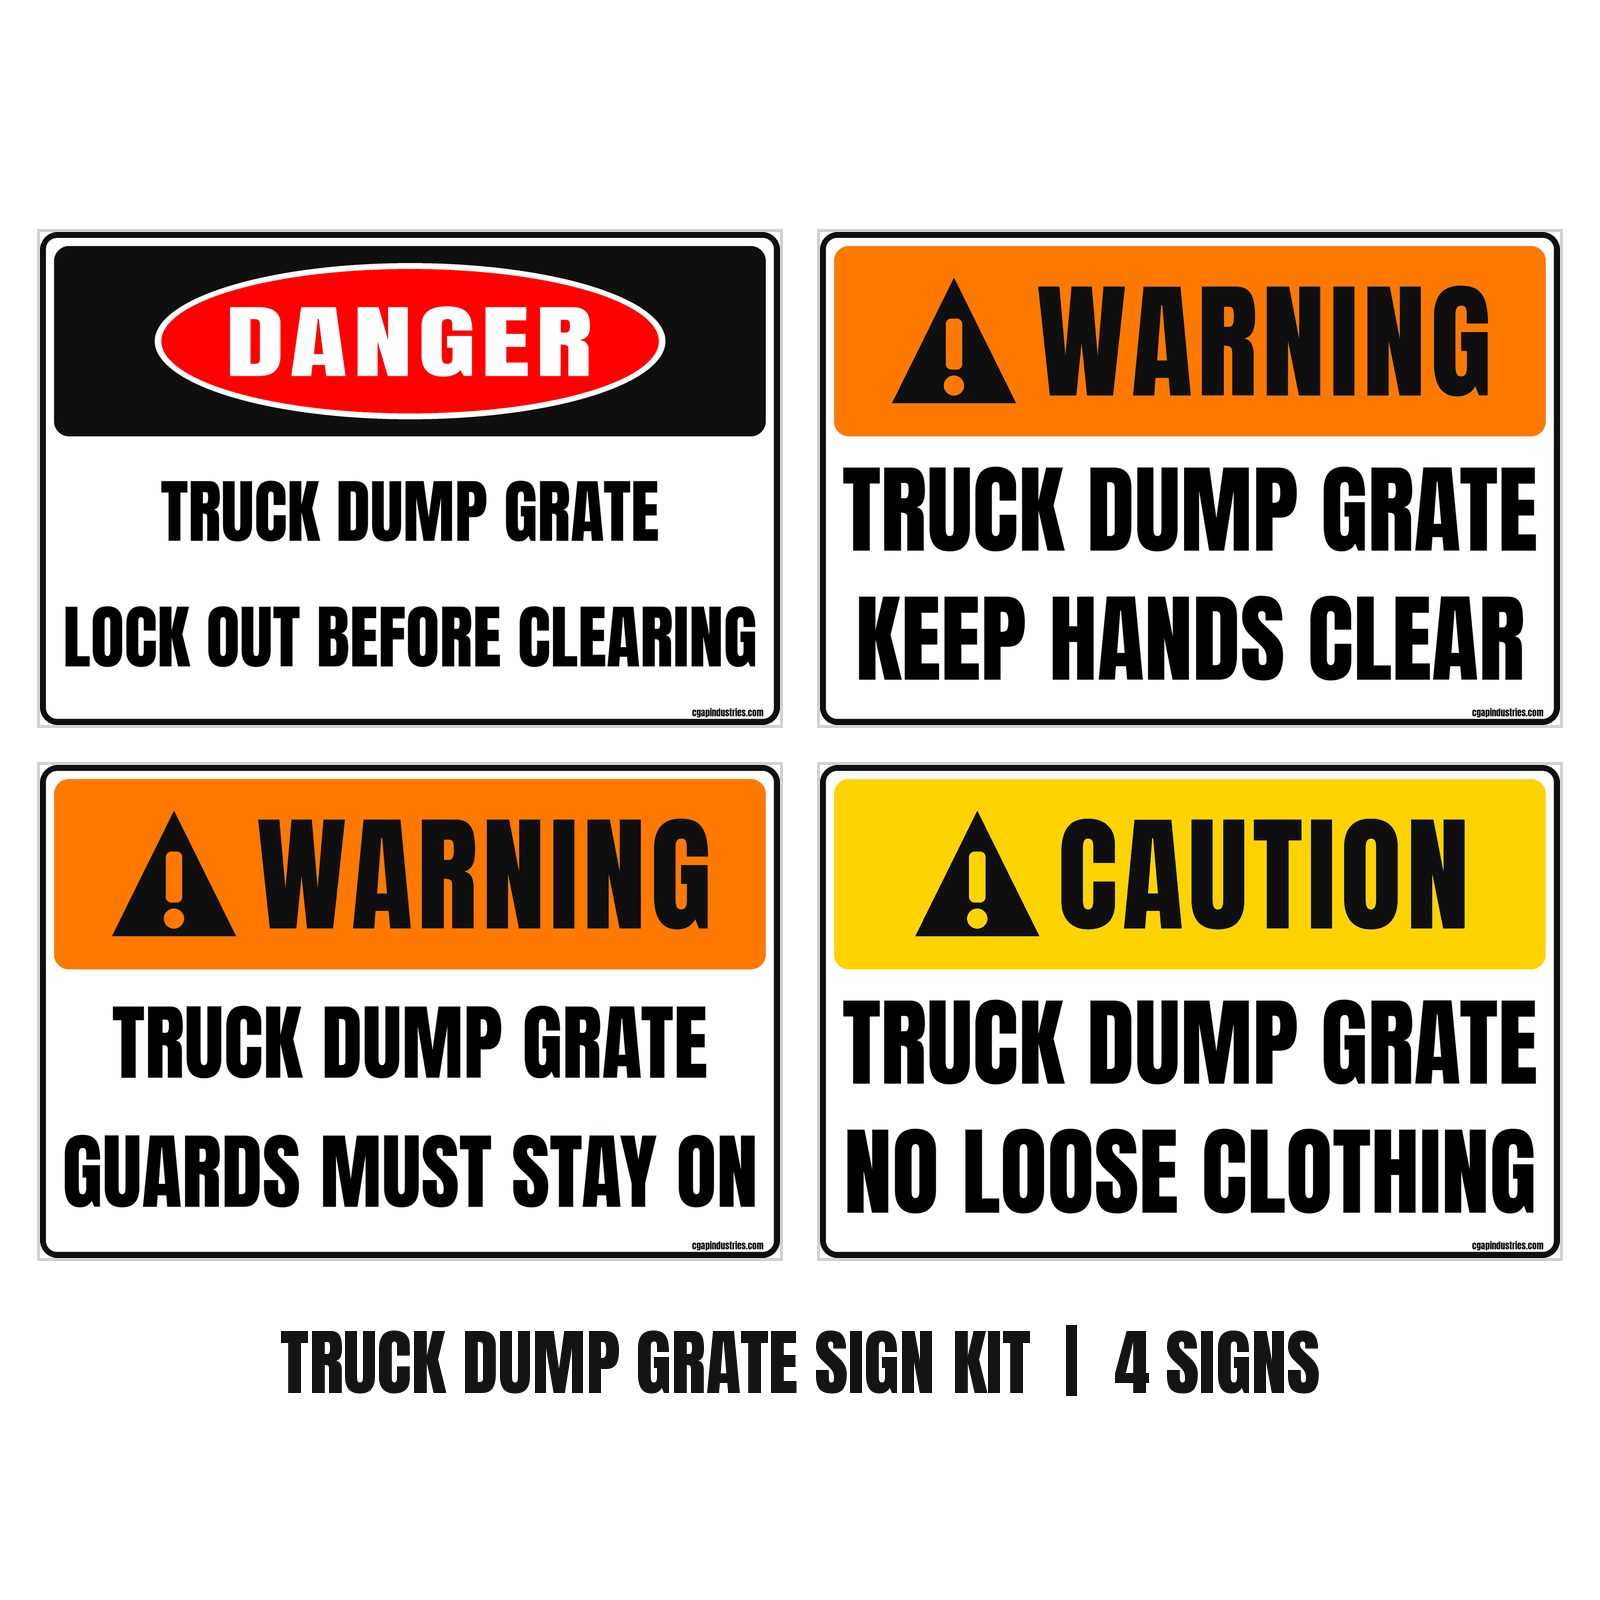 DANGER
TRUCK DUMP GRATE
LOCK OUT BEFORE CLEARING
cgapindustries.com
WARNING
TRUCK DUMP GRATE
KEEP HANDS CLEAR
cgapindustries.com
WARNING
TRUCK DUMP GRATE
GUARDS MUST STAY ON
cgapindustries.com
CAUTION
TRUCK DUMP GRATE
NO LOOSE CLOTHING
cgapindustries.com
TRUCK DUMP GRATE SIGN KIT | 4 SIGNS